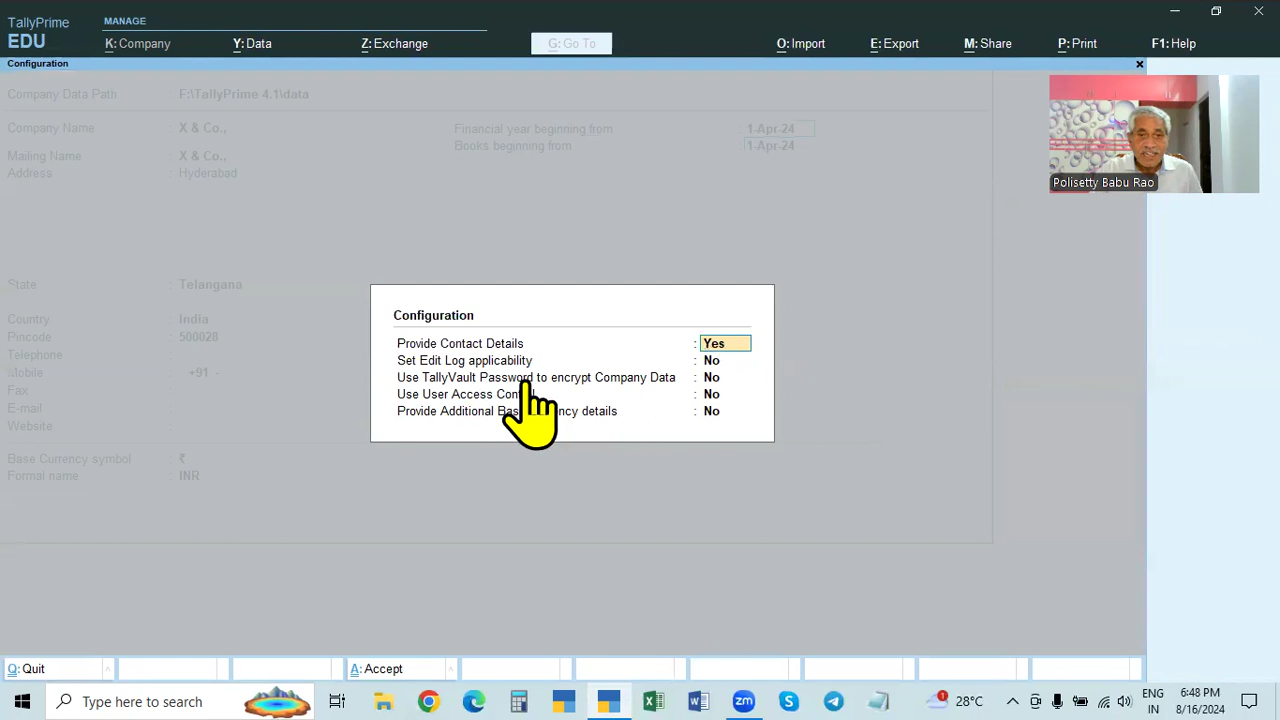 TallyPrime
EDU
MANAGE
K: Company
Y: Data
Z: Exchange
G: Go To
O: Import
E: Export
M: Share
P: Print
F1: Help
Configuration
Company Data Path : F:\TallyPrime 4.1\data
Company Name : X & Co.,
Financial year beginning from : 1-Apr-24
Books beginning from : 1-Apr-24
Mailing Name : X & Co.,
Address : Hyderabad
State : Telangana
Country : India
Pincode : 500028
Telephone :
Mobile : +91 -
Fax :
E-mail :
Website :
Base Currency symbol : ₹
Formal name : INR
Configuration
Provide Contact Details : Yes
Set Edit Log applicability : No
Use TallyVault Password to encrypt Company Data : No
Use User Access : No
Provide Additional details : No
Polisetty Babu Rao
Q: Quit
A: Accept
Type here to search
28°C
ENG
IN
6:48 PM
8/16/2024